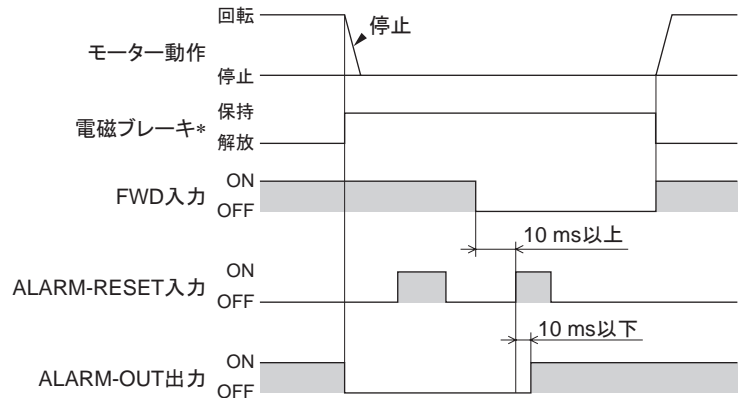 回転
停止
モーター動作
停止
保持
電磁ブレーキ*
解放
ON
FWD入力
OFF
10 ms以上
ON
ALARM-RESET入力
OFF
10 ms以下
ON
ALARM-OUT出力
OFF